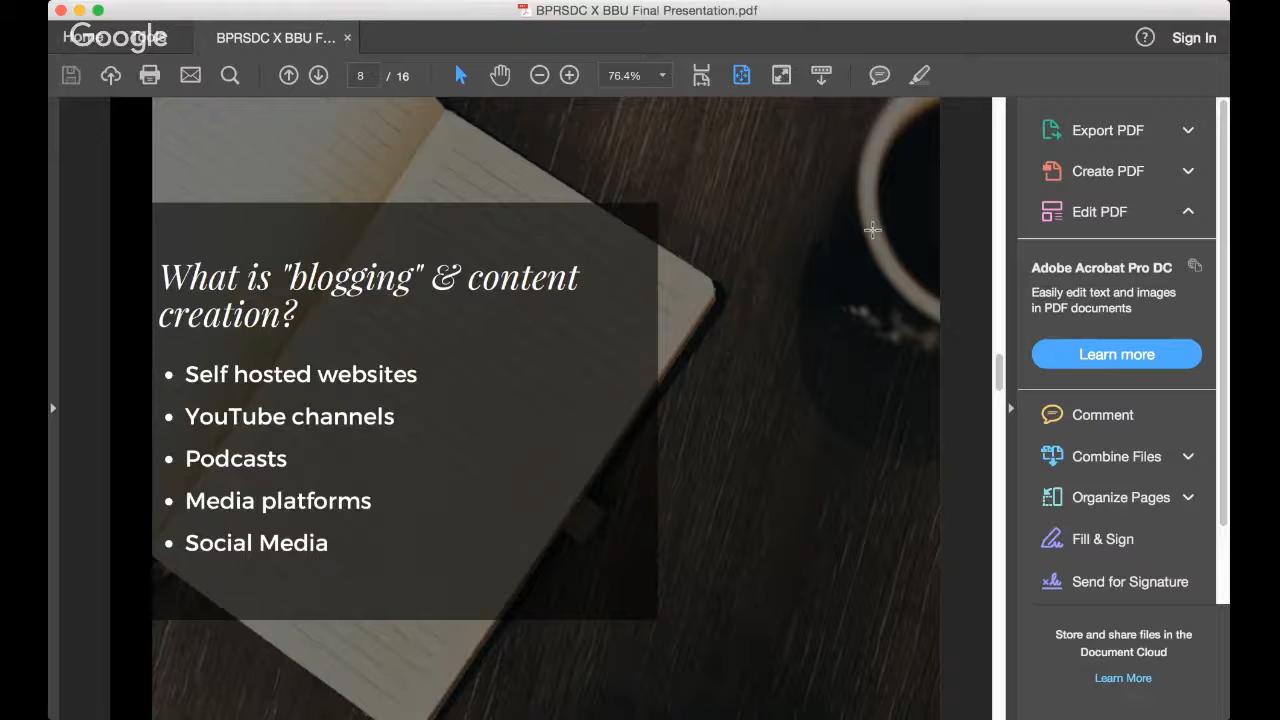 BPRSDC X BBU Final Presentation.pdf
Google
Home
Tools
BPRSDC X BBU F... ×
? Sign In
8 / 16
76.4%
Export PDF
Create PDF
Edit PDF
Adobe Acrobat Pro DC
Easily edit text and images
in PDF documents
Learn more
Comment
Combine Files
Organize Pages
Fill & Sign
Send for Signature
Store and share files in the
Document Cloud
Learn More
What is "blogging" & content
creation?
• Self hosted websites
• YouTube channels
• Podcasts
• Media platforms
• Social Media